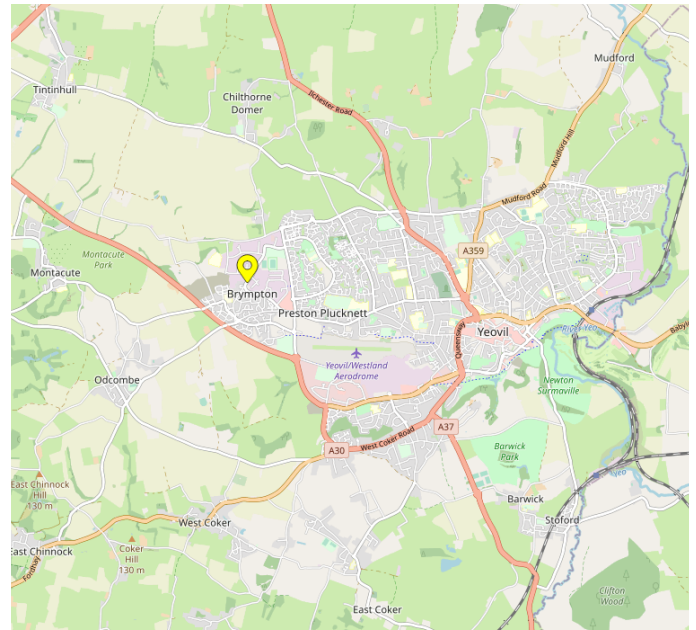 Mudford
Tintinhull
Chilthorne
Domer
Ilchester Road
Mudford Hill
Mudford Road
A359
Montacute
Park
Montacute
Brympton
Preston Plucknett
Queensway
Yeovil
River Yeo
Yeovil/Westland
Aerodrome
Odcombe
Newton
Surmaville
A37
West Coker Road
A30
Barwick
Park
East Chinnock
Hill
130 m
Barwick
West Coker
Stoford
Yeo
East Chinnock
Coker
Hill
130 m
Fordhay
Clifton
Wood
East Coker